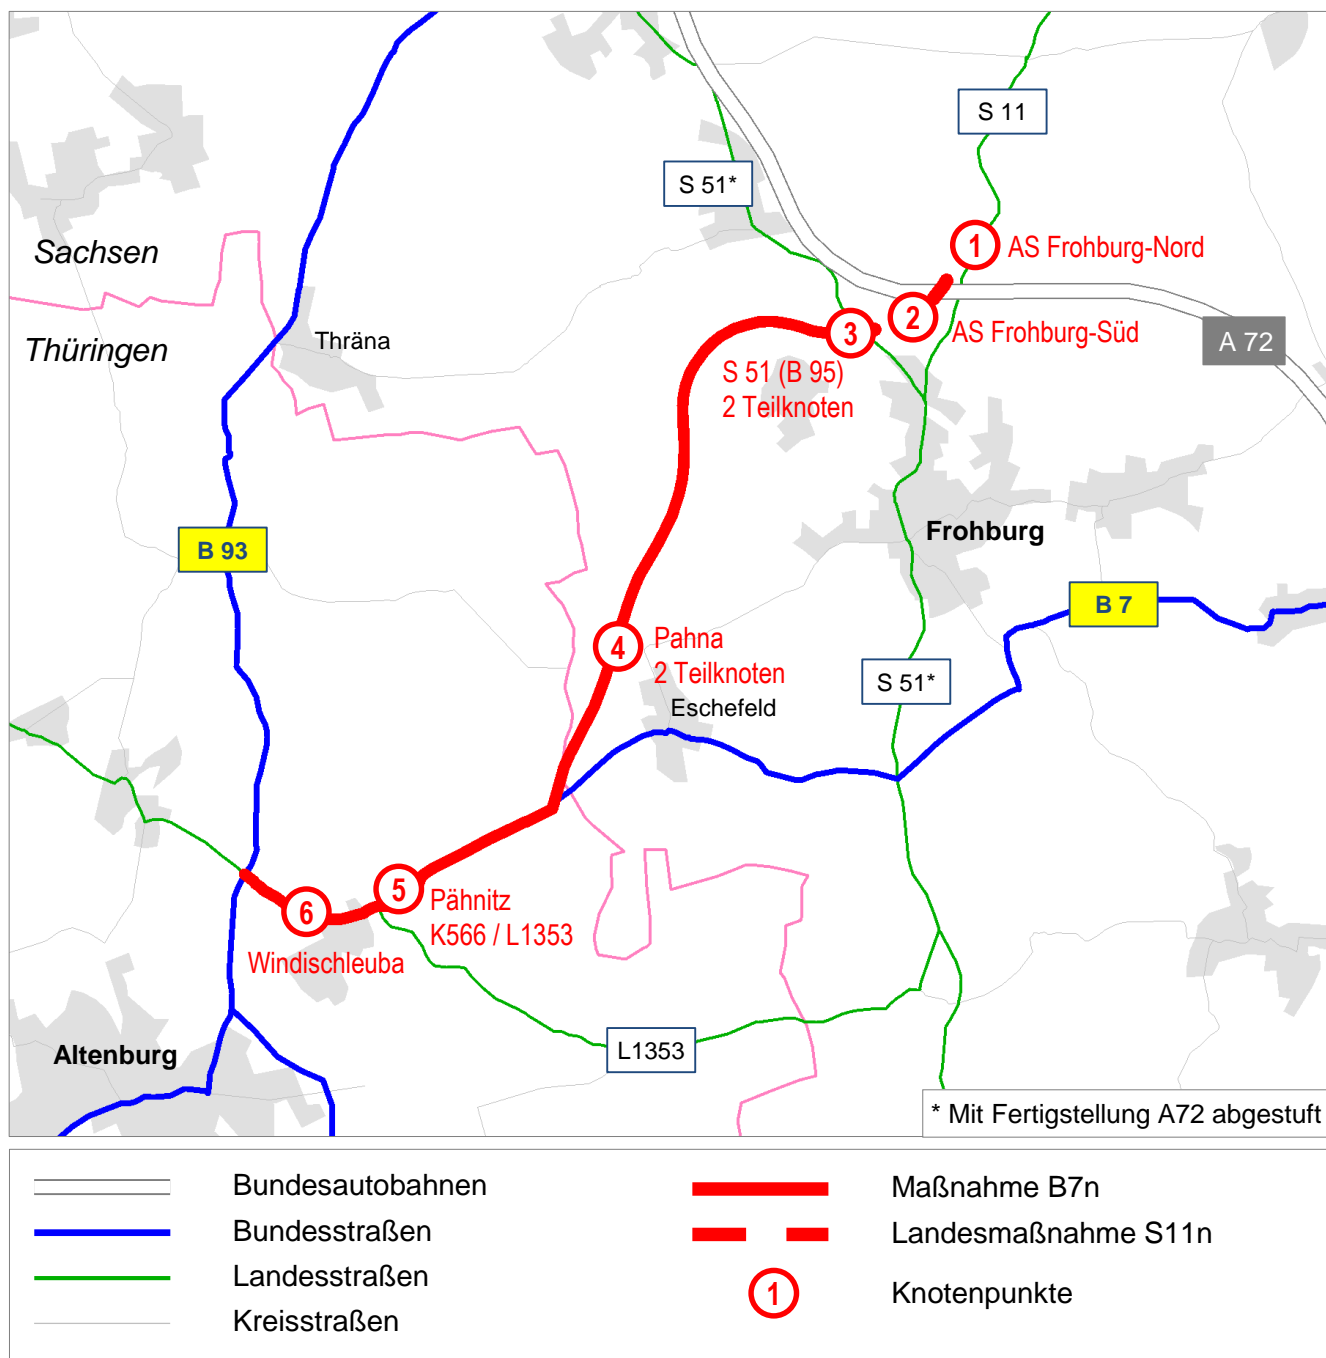 S 11
S 51*
Sachsen
1
AS Frohburg-Nord
2
AS Frohburg-Süd
3
Thüringen
Thräna
A 72
S 51 (B 95)
2 Teilknoten
Frohburg
B 93
B 7
4
Pahna
2 Teilknoten
S 51*
Eschefeld
5
Pähnitz
K566 / L1353
6
Windischleuba
L1353
Altenburg
* Mit Fertigstellung A72 abgestuft
Bundesautobahnen
Bundesstraßen
Landesstraßen
Kreisstraßen
Maßnahme B7n
Landesmaßnahme S11n
1
Knotenpunkte